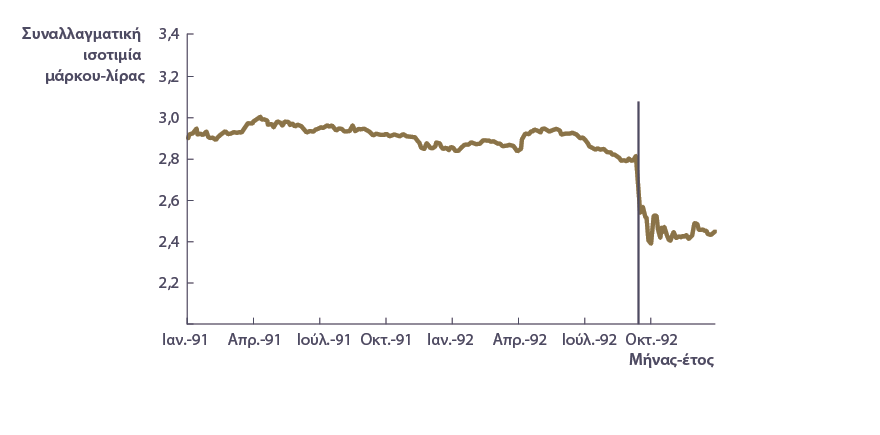 Συναλλαγματική
ισοτιμία
μάρκου-λίρας
3,4
3,2
3,0
2,8
2,6
2,4
2,2
Ιαν.-91 Απρ.-91 Ιούλ.-91 Οκτ.-91 Ιαν.-92 Απρ.-92 Ιούλ.-92 Οκτ.-92
Μήνας-έτος